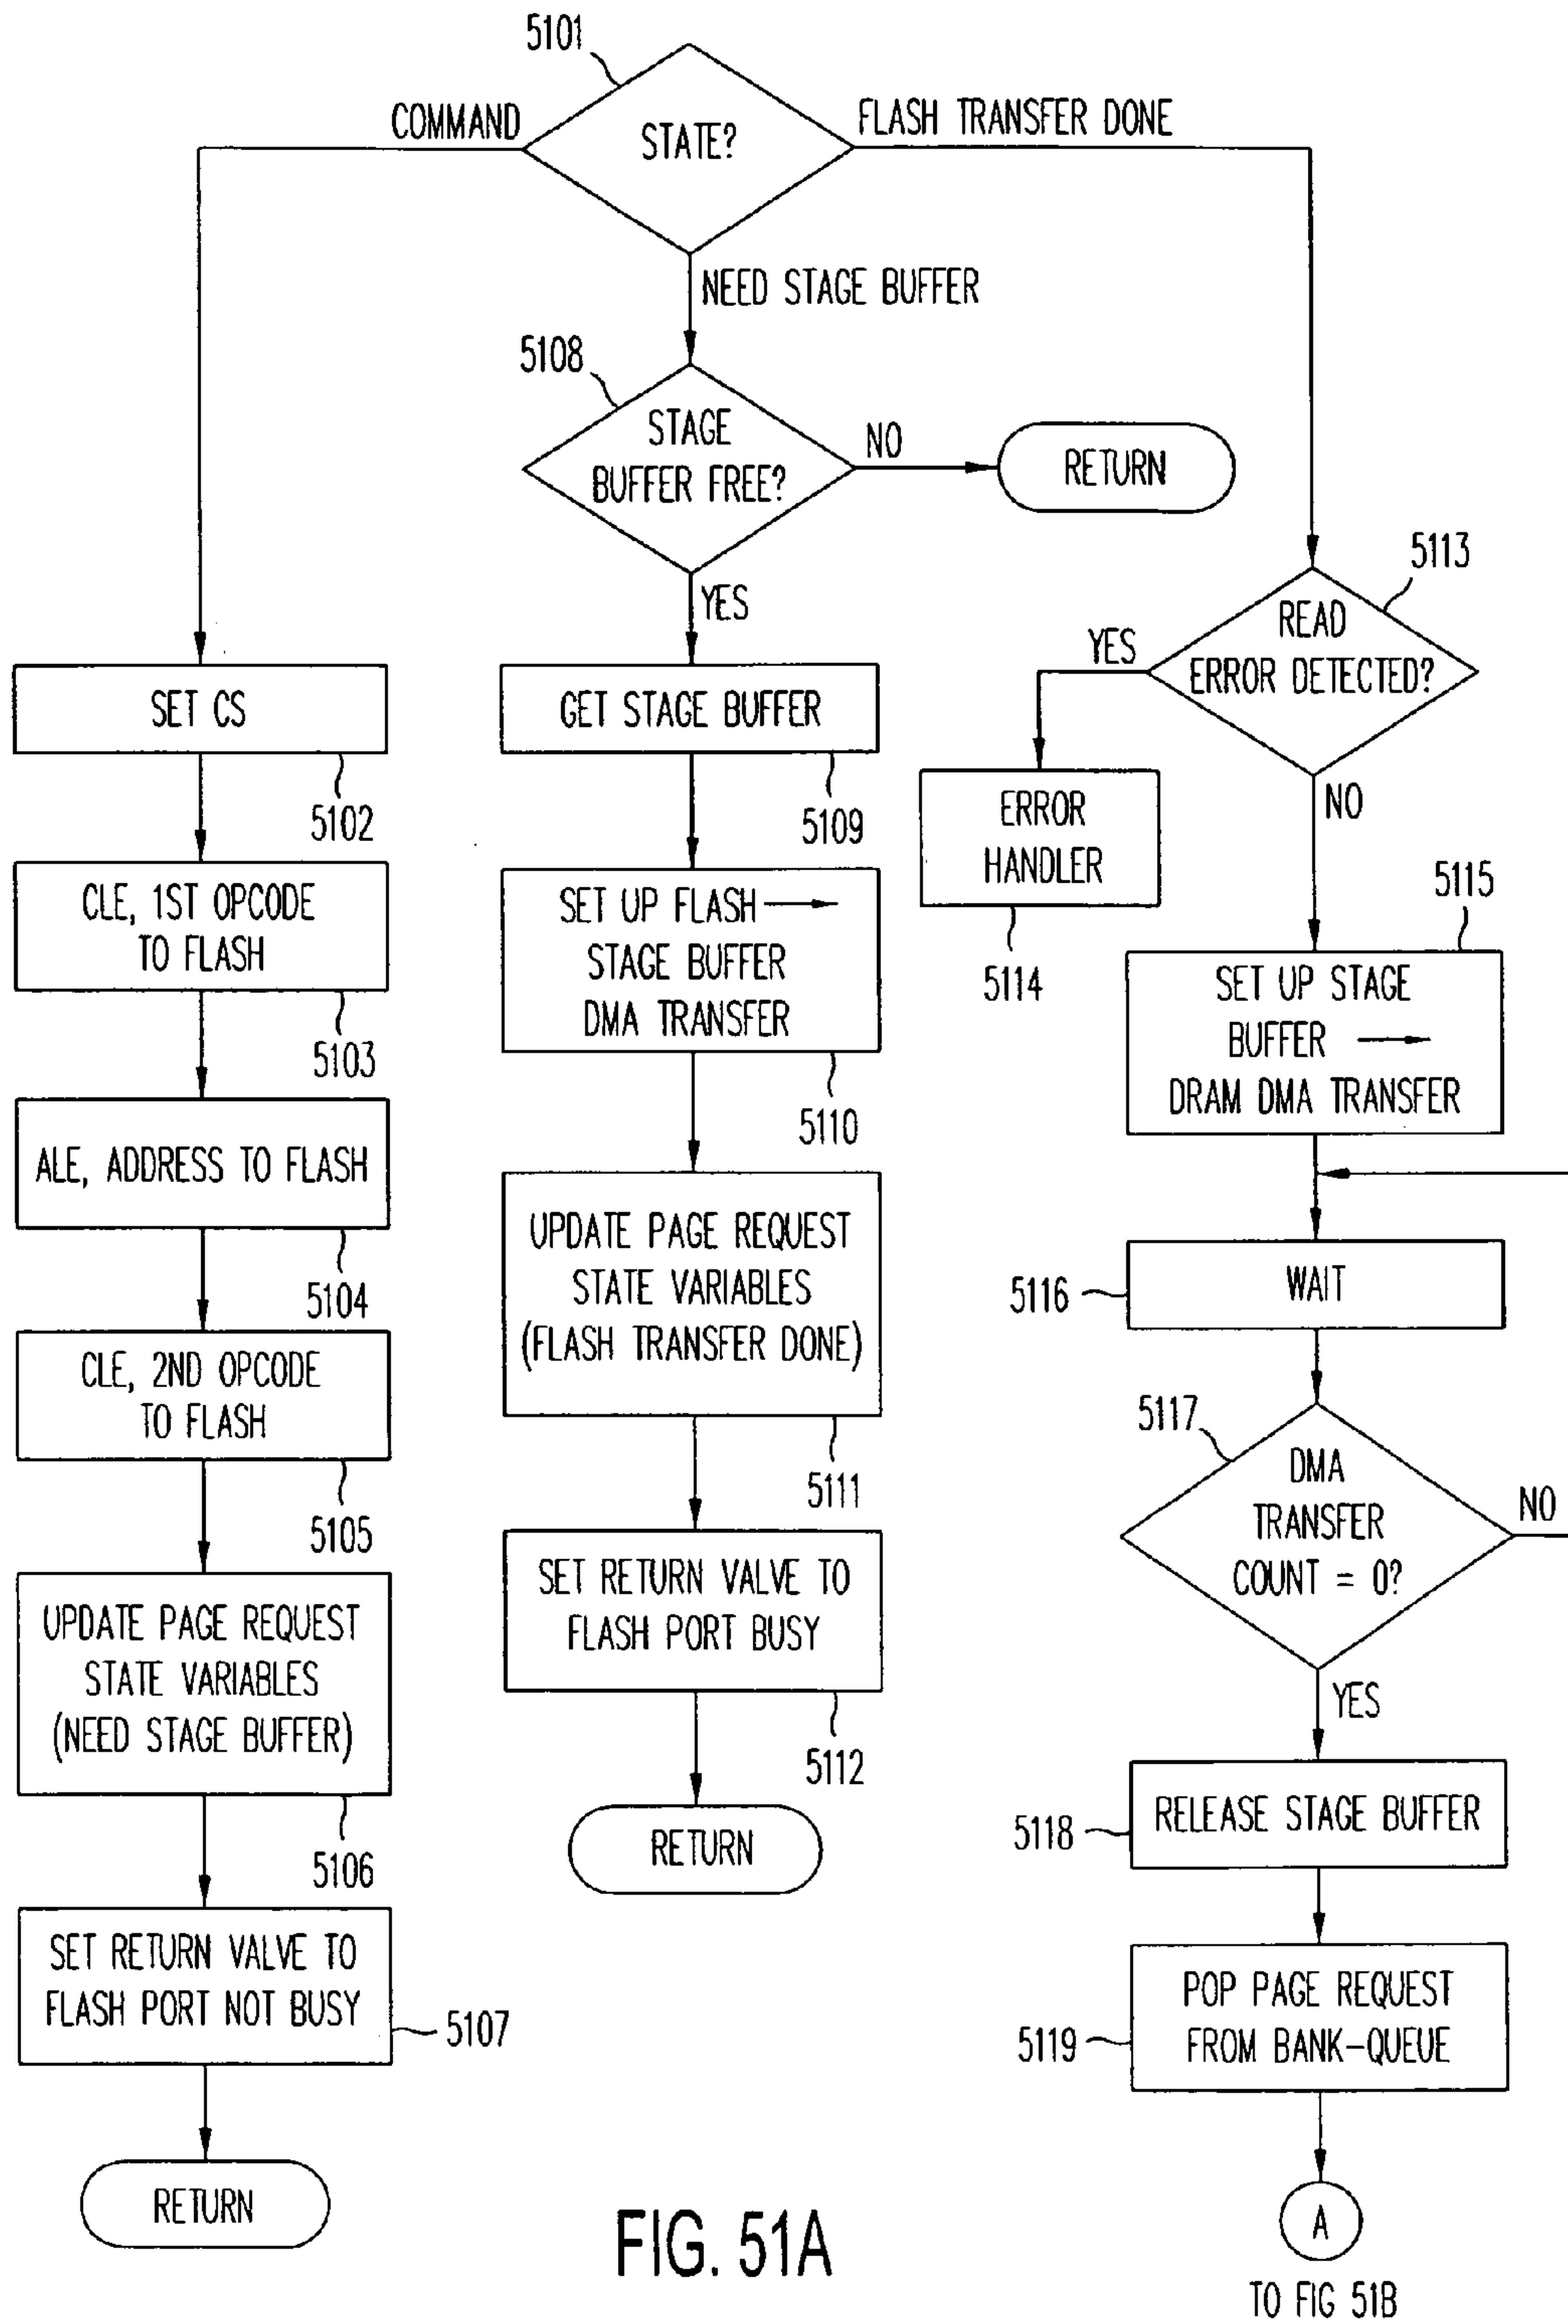 5101
COMMAND
STATE?
FLASH TRANSFER DONE
NEED STAGE BUFFER
5108
STAGE
BUFFER FREE?
NO
RETURN
YES
5113
READ
ERROR DETECTED?
YES
NO
SET CS
5102
GET STAGE BUFFER
5109
ERROR
HANDLER
5114
CLE, 1ST OPCODE
TO FLASH
5103
SET UP FLASH →
STAGE BUFFER
DMA TRANSFER
5110
5115
SET UP STAGE
BUFFER →
DRAM DMA TRANSFER
ALE, ADDRESS TO FLASH
5104
UPDATE PAGE REQUEST
STATE VARIABLES
(FLASH TRANSFER DONE)
5111
5116
WAIT
CLE, 2ND OPCODE
TO FLASH
5105
5117
DMA
TRANSFER
COUNT = 0?
NO
YES
SET RETURN VALVE TO
FLASH PORT BUSY
5112
RETURN
UPDATE PAGE REQUEST
STATE VARIABLES
(NEED STAGE BUFFER)
5106
5118
RELEASE STAGE BUFFER
SET RETURN VALVE TO
FLASH PORT NOT BUSY
5107
RETURN
5119
POP PAGE REQUEST
FROM BANK-QUEUE
A
TO FIG 51B
FIG. 51A